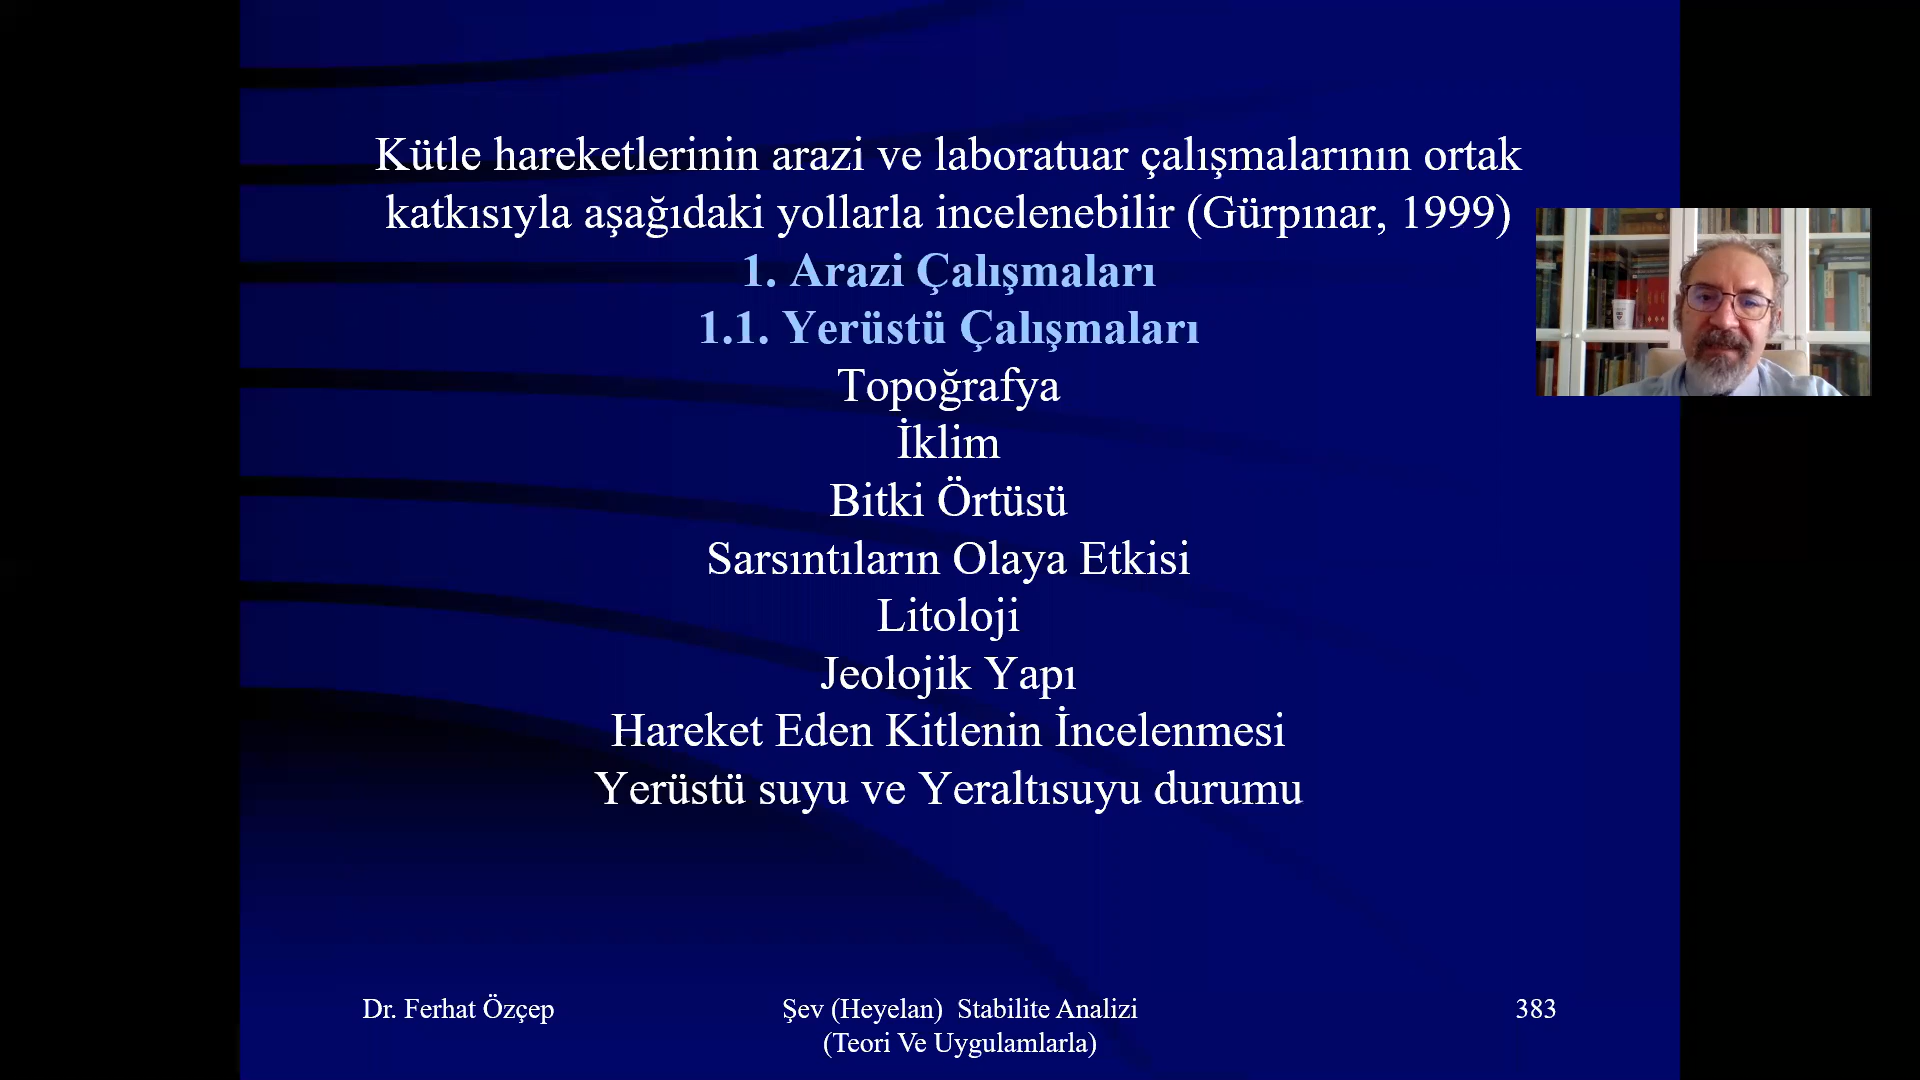 Kütle hareketlerinin arazi ve laboratuar çalışmalarının ortak
katkısıyla aşağıdaki yollarla incelenebilir (Gürpınar, 1999)
1. Arazi Çalışmaları
1.1. Yerüstü Çalışmaları
Topoğrafya
İklim
Bitki Örtüsü
Sarsıntıların Olaya Etkisi
Litoloji
Jeolojik Yapı
Hareket Eden Kitlenin İncelenmesi
Yerüstü suyu ve Yeraltısuyu durumu
Dr. Ferhat Özçep
Şev (Heyelan) Stabilite Analizi
(Teori Ve Uygulamlarla)
383